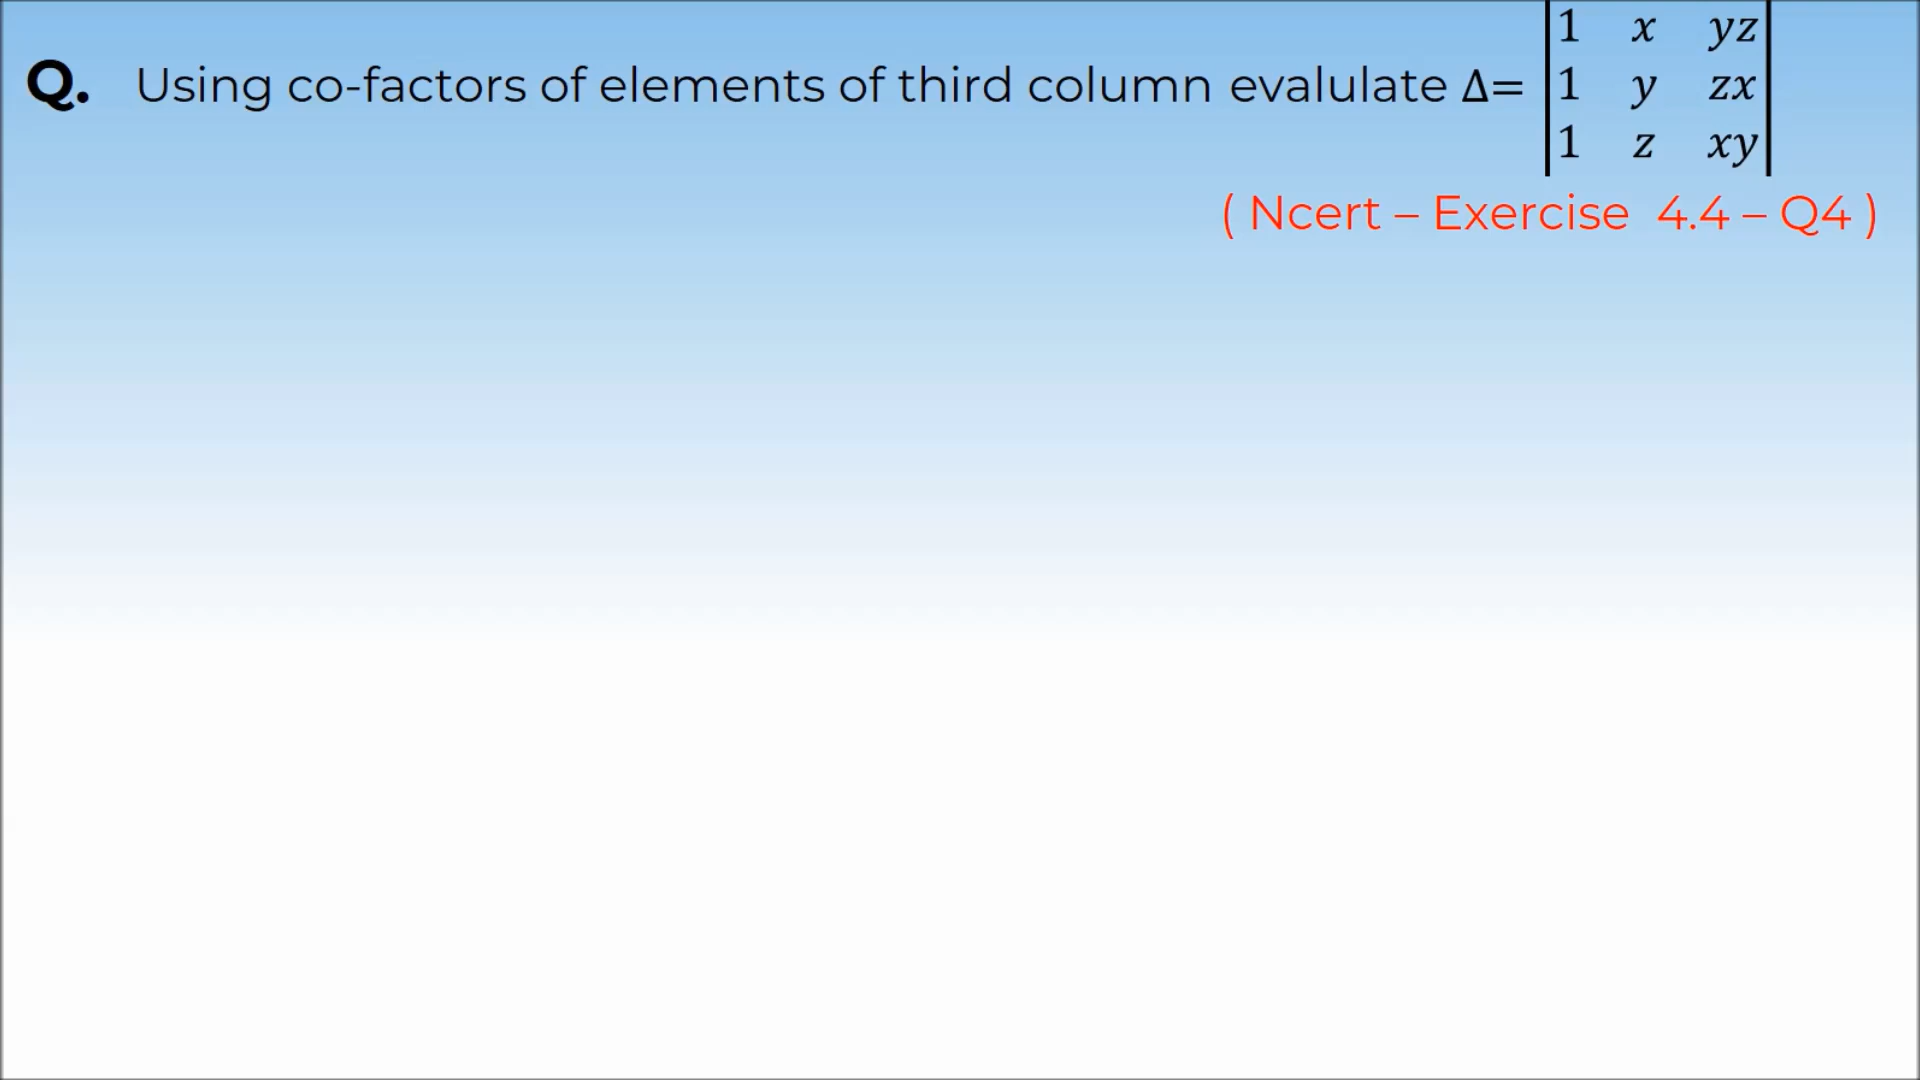 1 x yz
Q. Using co-factors of elements of third column evalulate Δ= 1 y zx
1 z xy
( Ncert – Exercise 4.4 – Q4 )